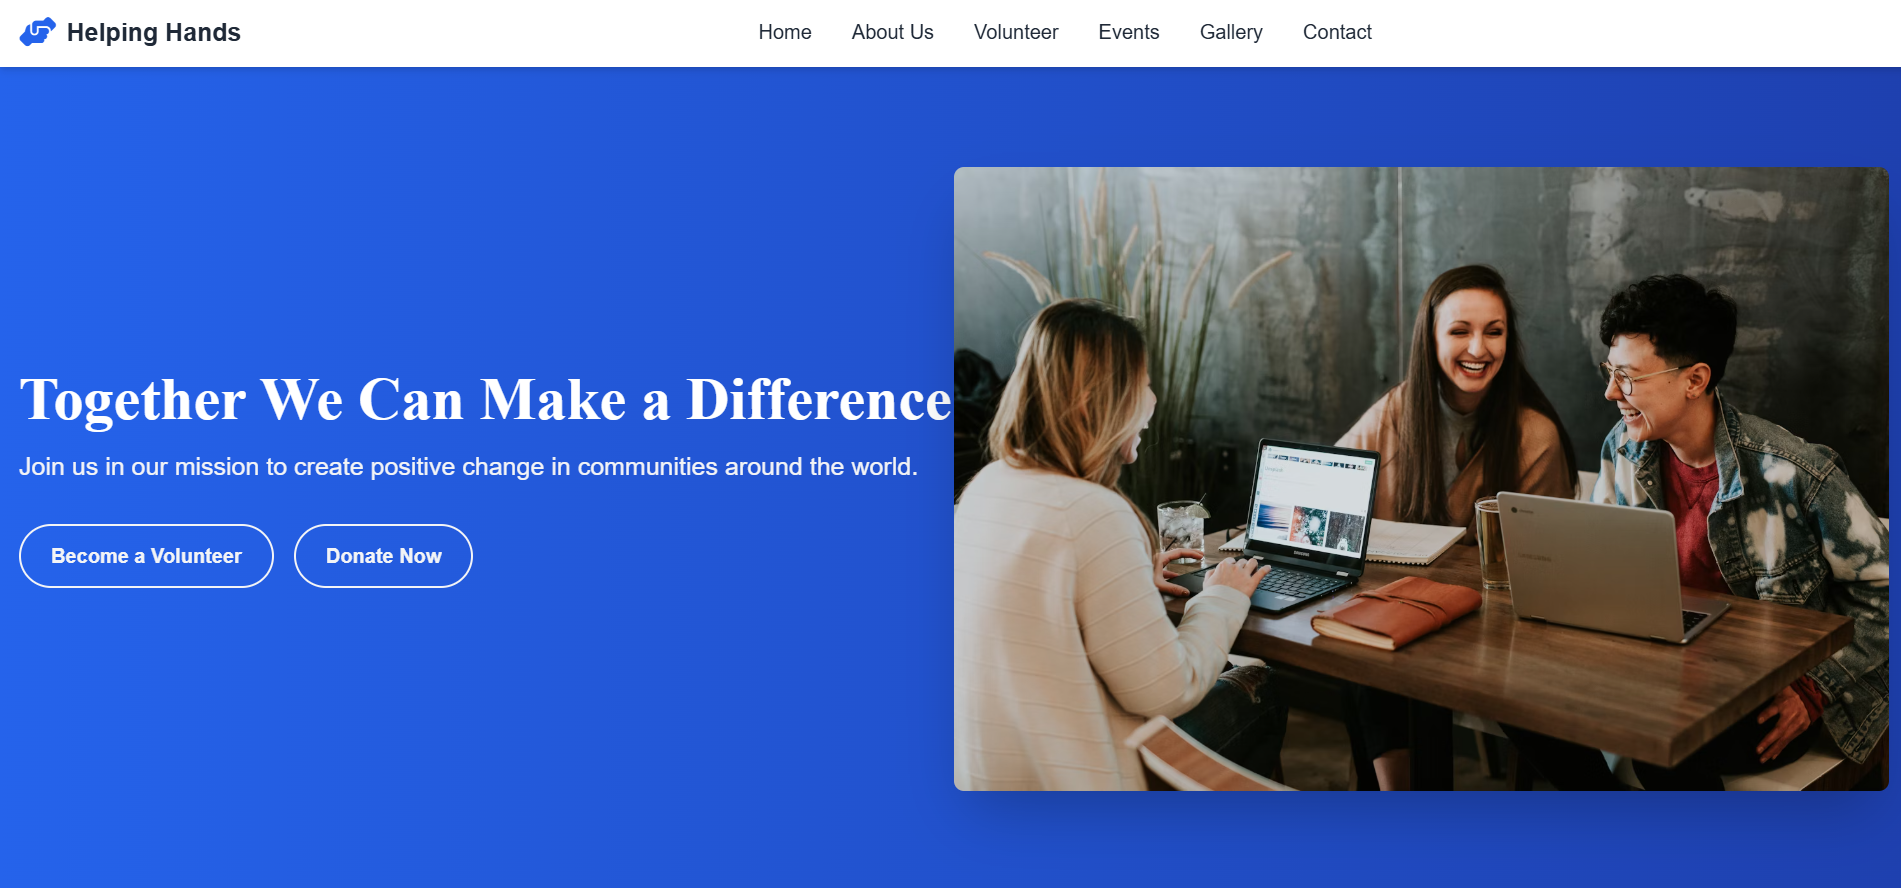 Helping Hands
Home
About Us
Volunteer
Events
Gallery
Contact
Together We Can Make a Difference
Join us in our mission to create positive change in communities around the world.
Become a Volunteer
Donate Now